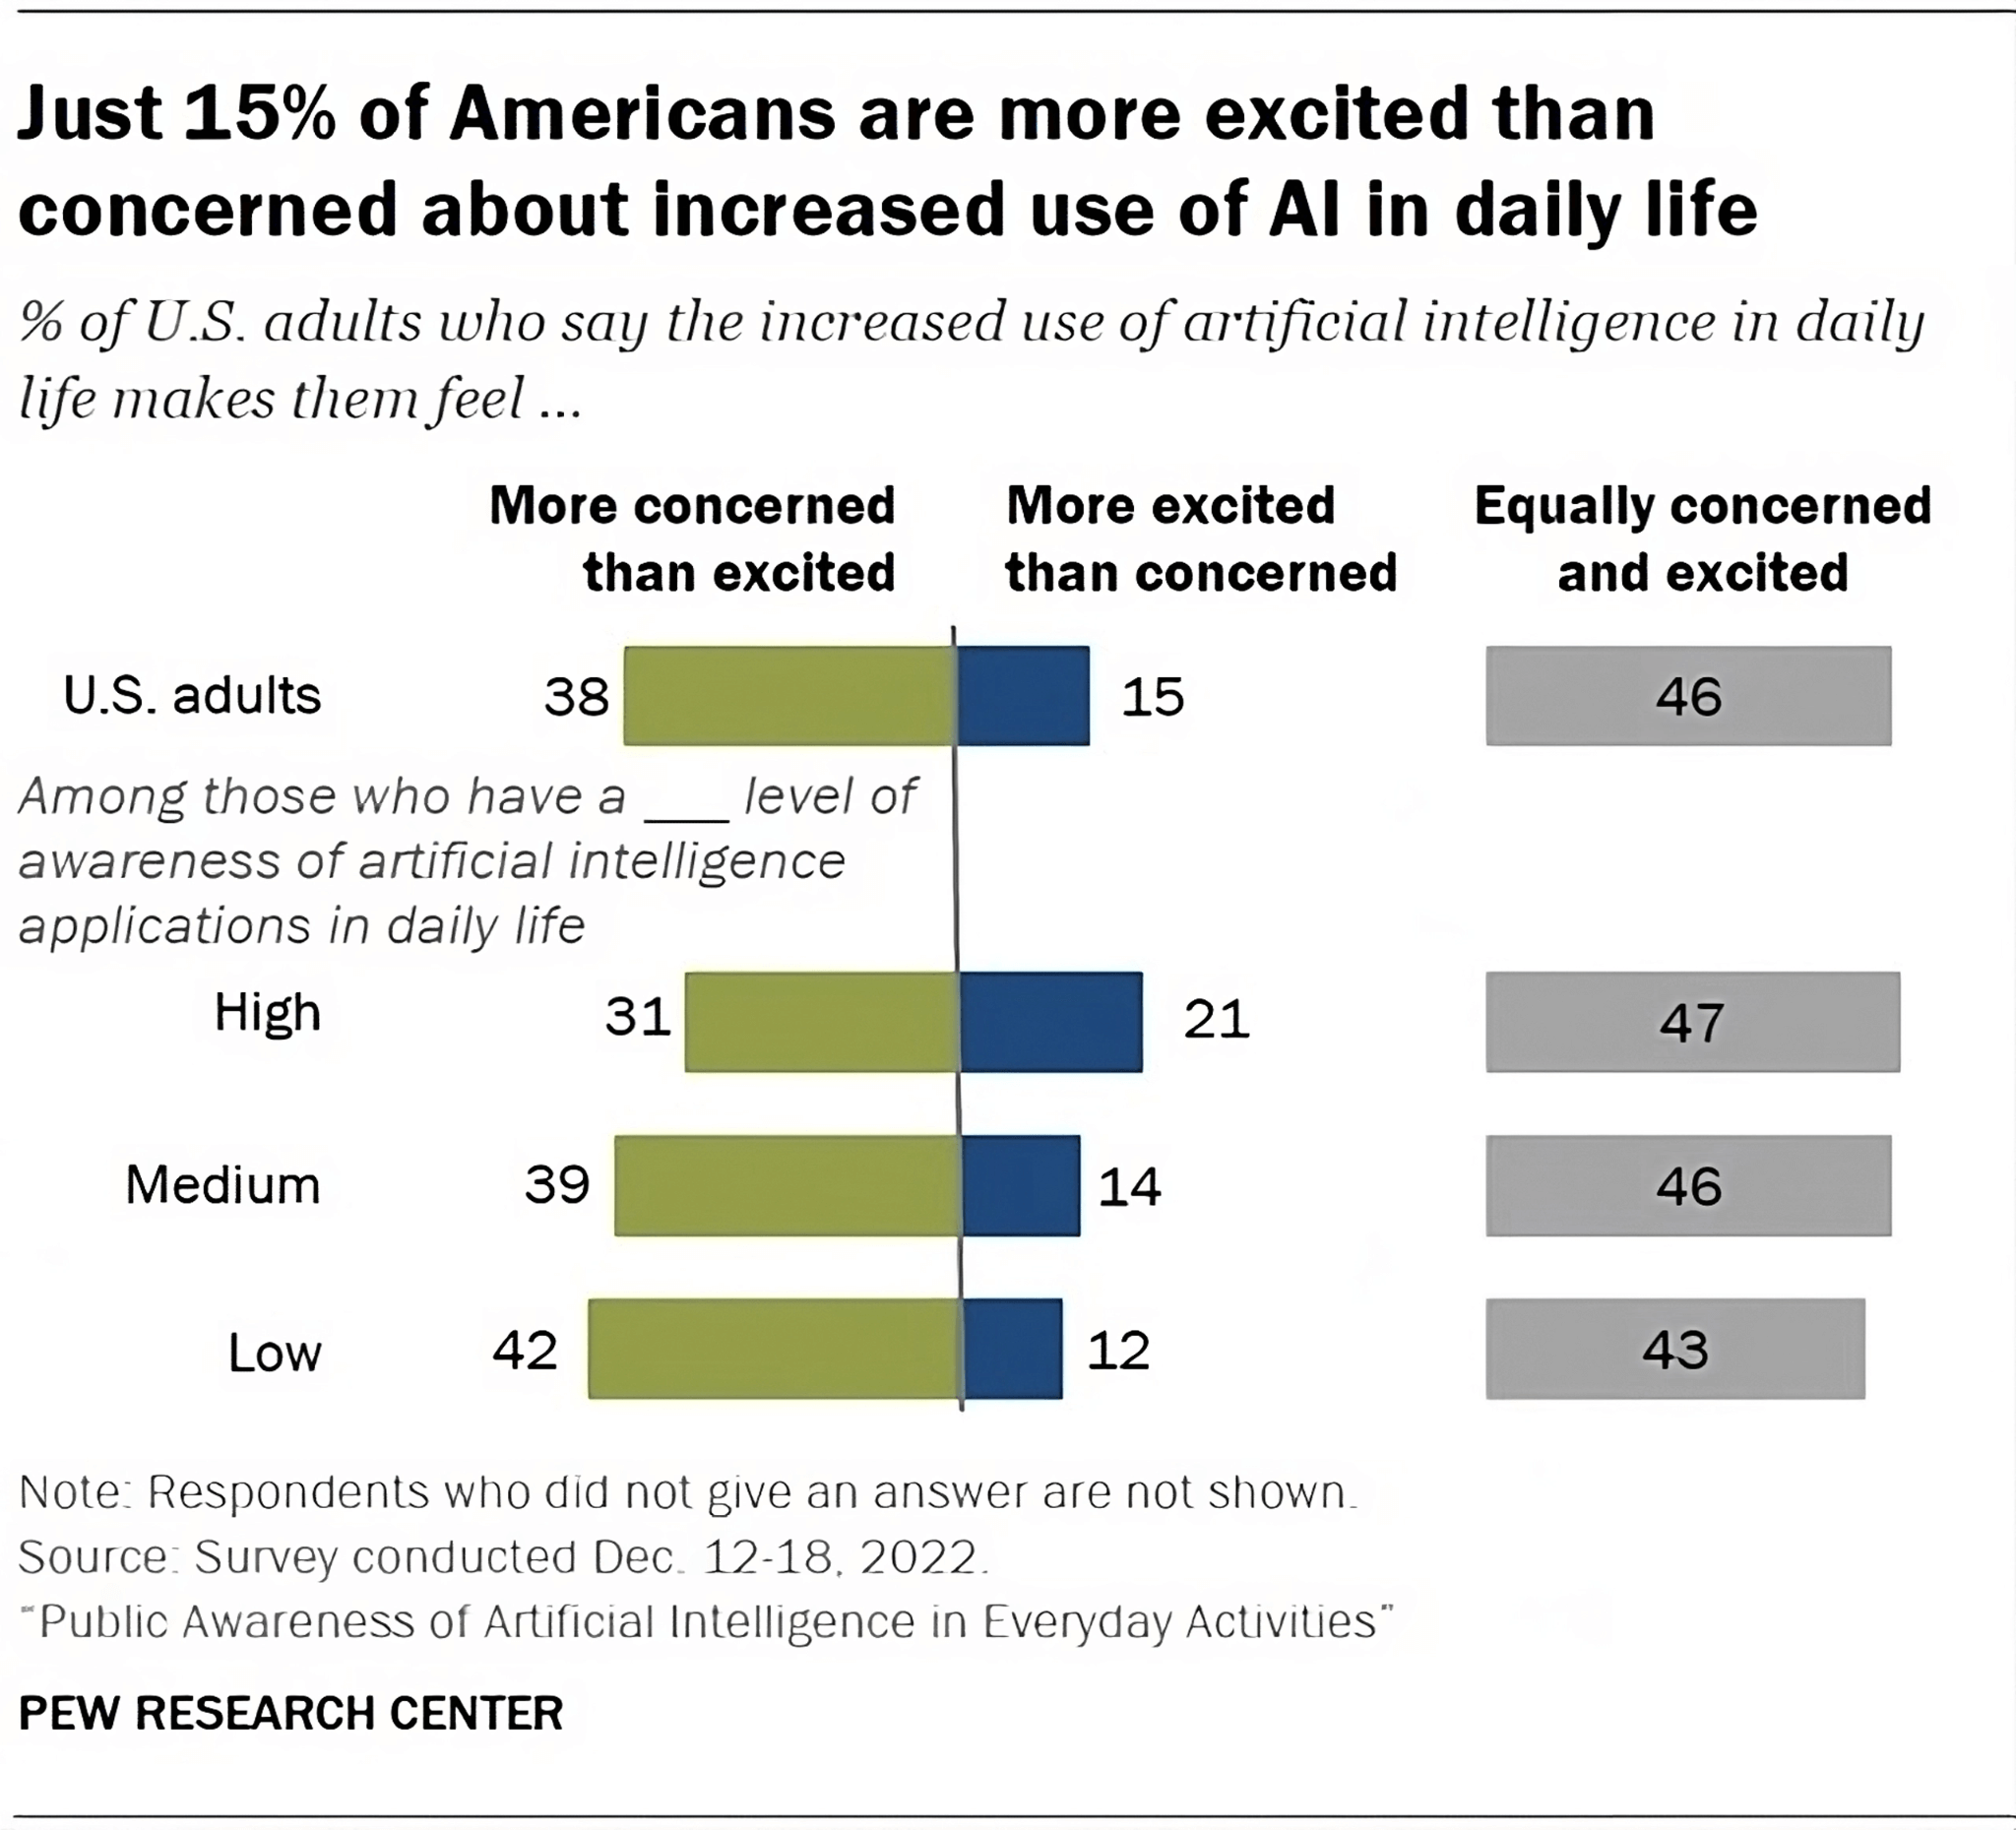 Just 15% of Americans are more excited than
concerned about increased use of AI in daily life
% of U.S. adults who say the increased use of artificial intelligence in daily
life makes them feel ...
More concerned
than excited
More excited
than concerned
Equally concerned
and excited
U.S. adults 38 15 46
Among those who have a ___ level of
awareness of artificial intelligence
applications in daily life
High 31 21 47
Medium 39 14 46
Low 42 12 43
Note: Respondents who did not give an answer are not shown.
Source: Survey conducted Dec. 12-18, 2022.
"Public Awareness of Artificial Intelligence in Everyday Activities"
PEW RESEARCH CENTER